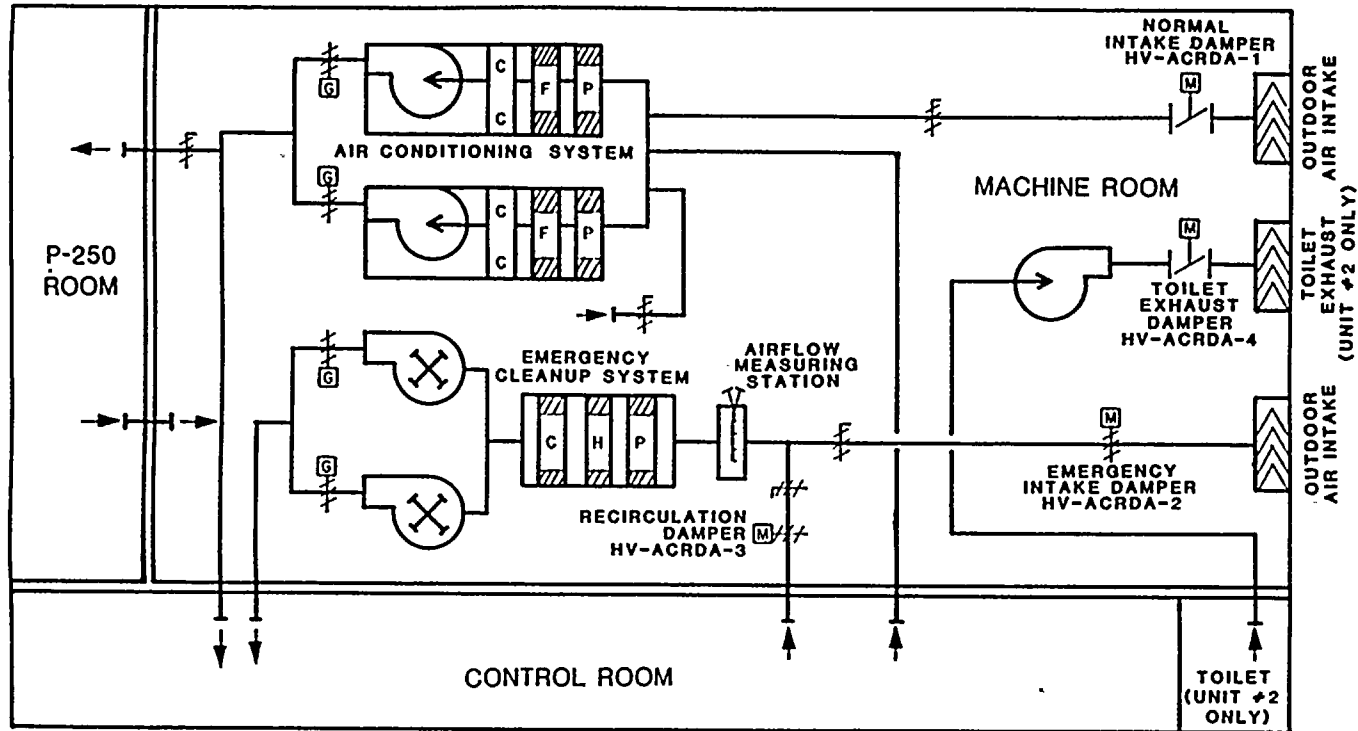 NORMAL
INTAKE DAMPER
HV-ACRDA-1
M
OUTDOOR
AIR INTAKE
G
C
C
F
P
AIR CONDITIONING SYSTEM
G
C
C
F
P
MACHINE ROOM
M
TOILET
EXHAUST
DAMPER
HV-ACRDA-4
TOILET
EXHAUST
(UNIT #2 ONLY)
P-250
ROOM
G
EMERGENCY
CLEANUP SYSTEM
AIRFLOW
MEASURING
STATION
C
H
P
G
M
EMERGENCY
INTAKE DAMPER
HV-ACRDA-2
OUTDOOR
AIR INTAKE
RECIRCULATION
DAMPER
HV-ACRDA-3
M
CONTROL ROOM
TOILET
(UNIT #2
ONLY)